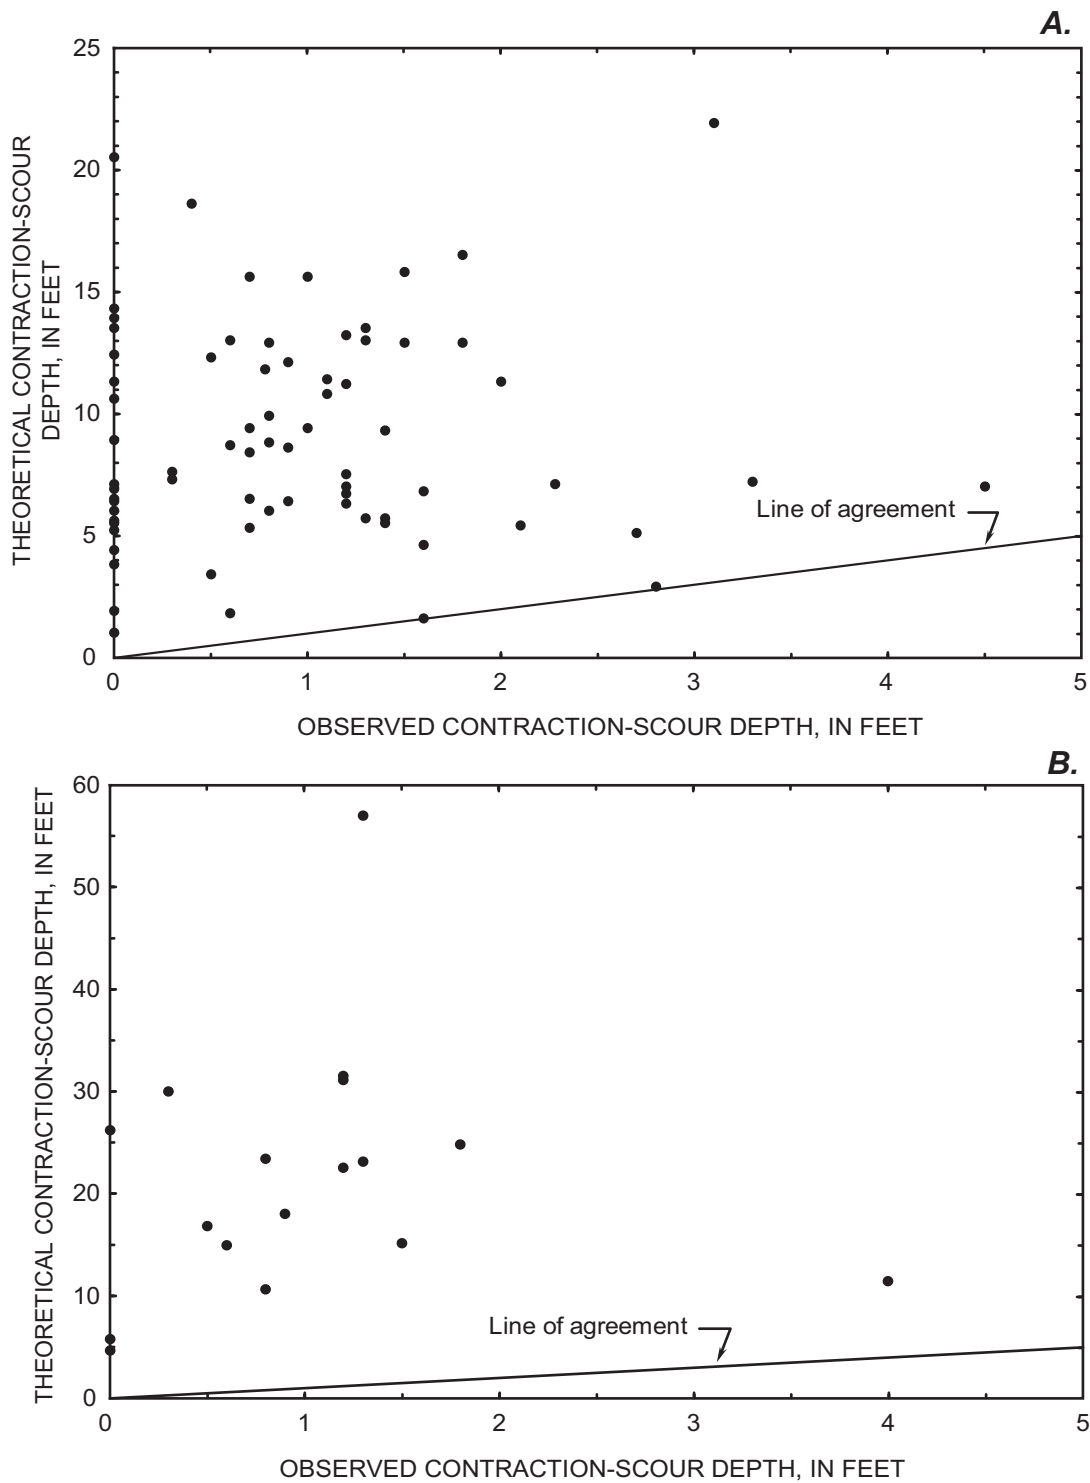 A.
25
20
15
10
5
0
THEORETICAL CONTRACTION-SCOUR
DEPTH, IN FEET
Line of agreement
0 1 2 3 4 5
OBSERVED CONTRACTION-SCOUR DEPTH, IN FEET
B.
60
50
40
30
20
10
0
THEORETICAL CONTRACTION-SCOUR DEPTH, IN FEET
Line of agreement
0 1 2 3 4 5
OBSERVED CONTRACTION-SCOUR DEPTH, IN FEET